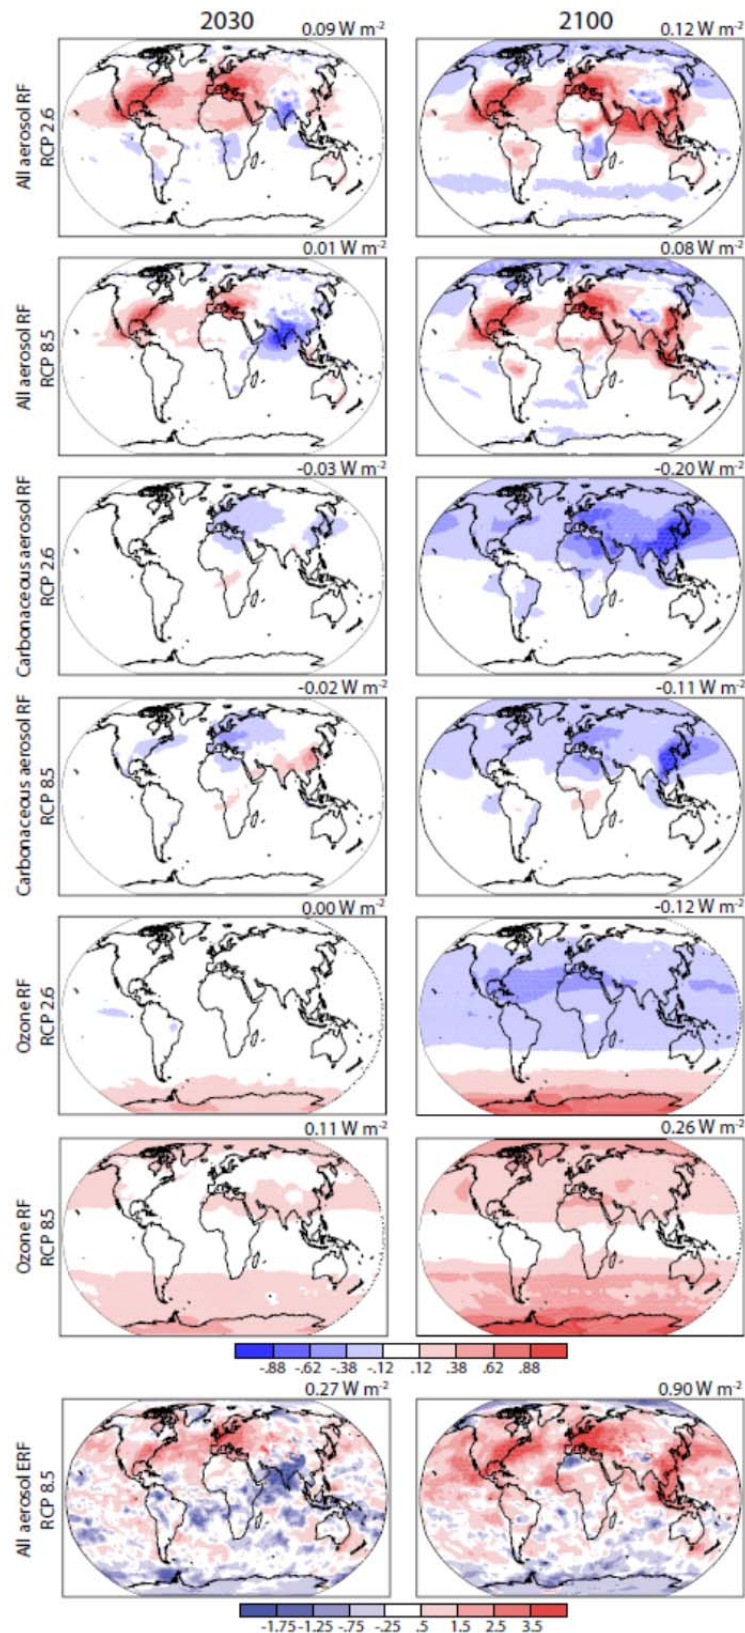 2030
2100
0.09 W m-2
0.12 W m-2
All aerosol RF
RCP 2.6
0.01 W m-2
0.08 W m-2
All aerosol RF
RCP 8.5
-0.03 W m-2
-0.20 W m-2
Carbonaceous aerosol RF
RCP 2.6
-0.02 W m-2
-0.11 W m-2
Carbonaceous aerosol RF
RCP 8.5
0.00 W m-2
-0.12 W m-2
Ozone RF
RCP 2.6
0.11 W m-2
0.26 W m-2
Ozone RF
RCP 8.5
-.88 -.62 -.38 -.12 .12 .38 .62 .88
0.27 W m-2
0.90 W m-2
All aerosol ERF
RCP 8.5
-1.75 -1.25 -.75 -.25 .5 1.5 2.5 3.5